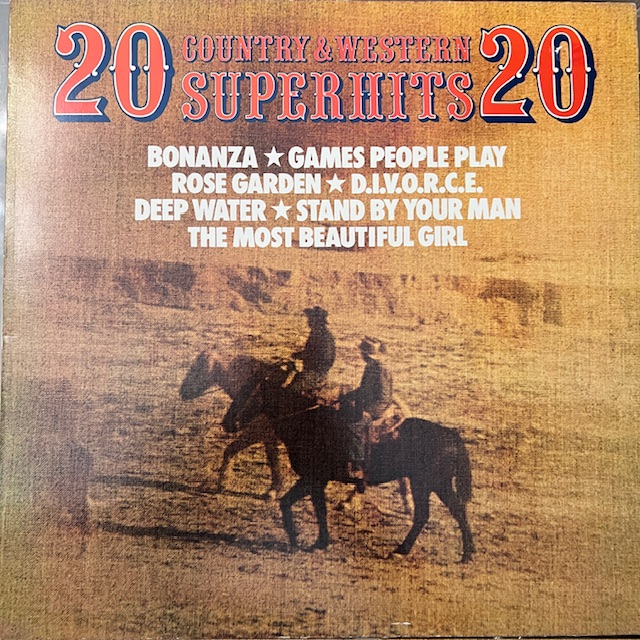 20 COUNTRY & WESTERN 20
SUPERHITS
BONANZA ★ GAMES PEOPLE PLAY
ROSE GARDEN ★ D.I.V.O.R.C.E.
DEEP WATER ★ STAND BY YOUR MAN
THE MOST BEAUTIFUL GIRL